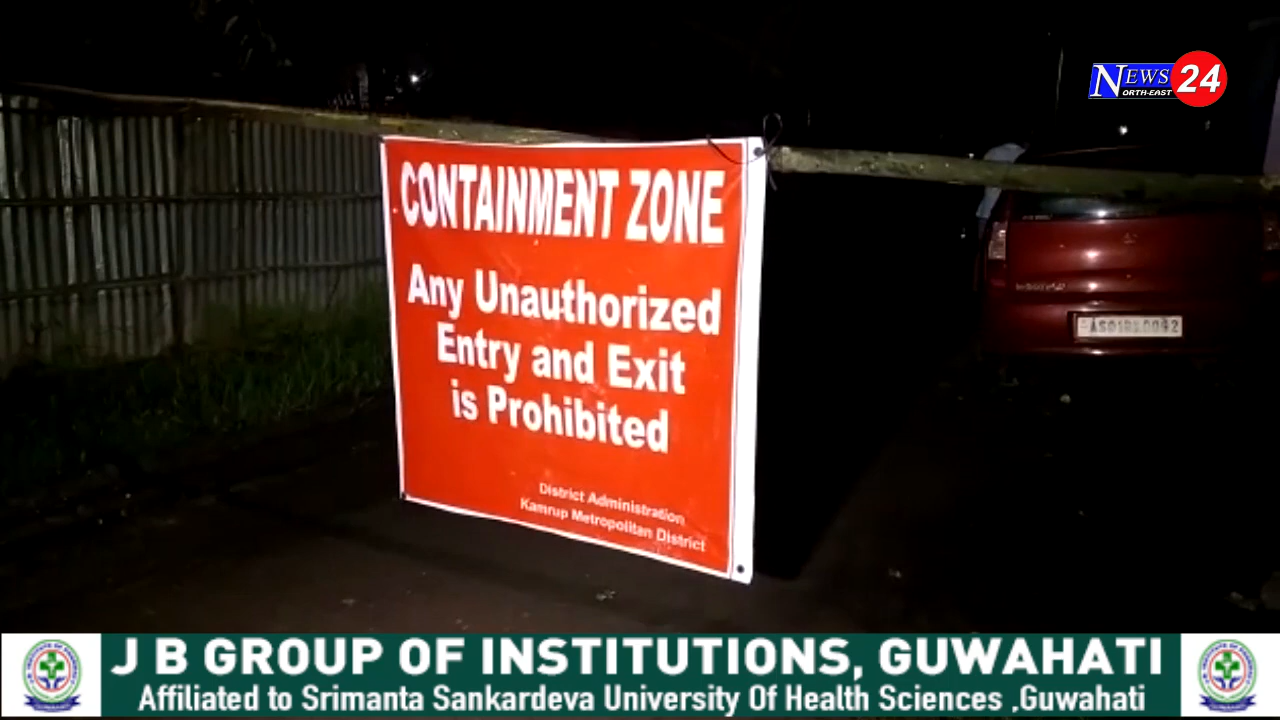 NEWS 24
ORTH-EAST
CONTAINMENT ZONE
Any Unauthorized
Entry and Exit
is Prohibited
District Administration
Kamrup Metropolitan District
J B GROUP OF INSTITUTIONS, GUWAHATI
Affiliated to Srimanta Sankardeva University Of Health Sciences ,Guwahati